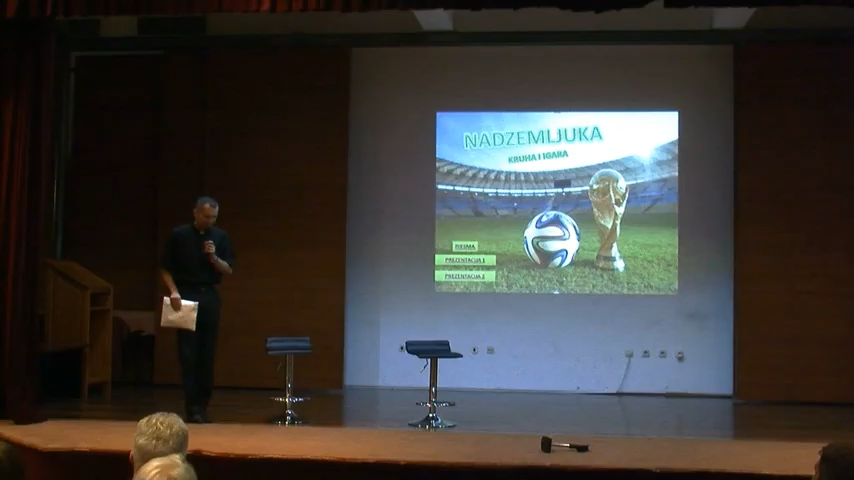 NADZEMLJUKA
KRUHA I IGARA
PJESMA
PREZENTACIJA 1
PREZENTACIJA 2